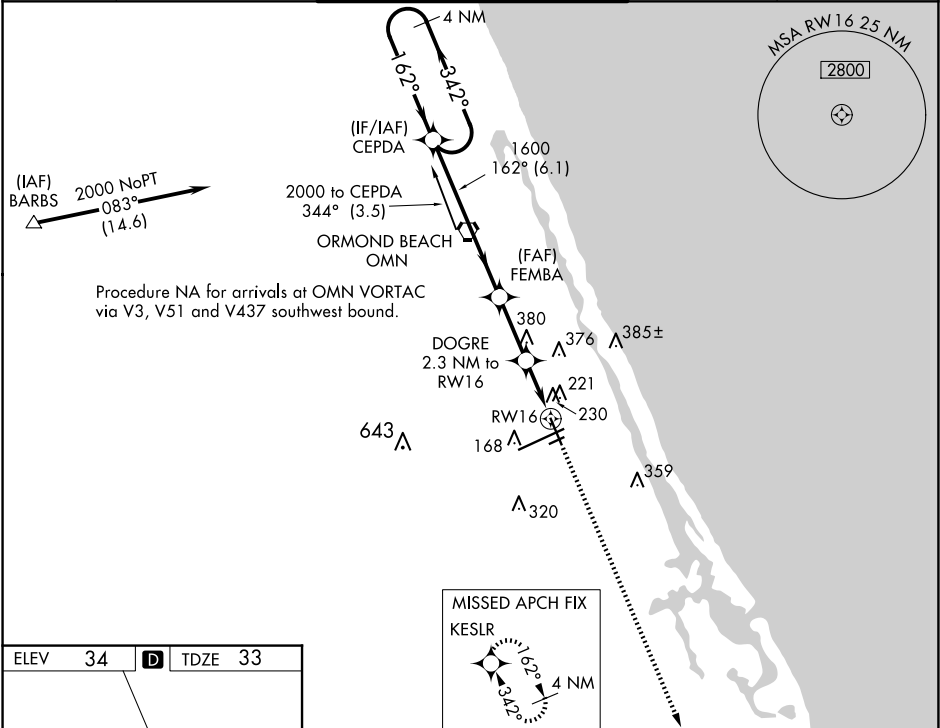 4 NM
162°
342°
MSA RW16 25 NM
2800
(IF/IAF)
CEPDA
1600
162° (6.1)
(IAF)
BARBS
2000 NoPT
083°
(14.6)
2000 to CEPDA
344° (3.5)
ORMOND BEACH
OMN
(FAF)
FEMBA
Procedure NA for arrivals at OMN VORTAC
via V3, V51 and V437 southwest bound.
380
376
385±
DOGRE
2.3 NM to
RW16
221
RW16
230
643
168
359
320
MISSED APCH FIX
KESLR
162°
4 NM
342°
ELEV 34 D TDZE 33